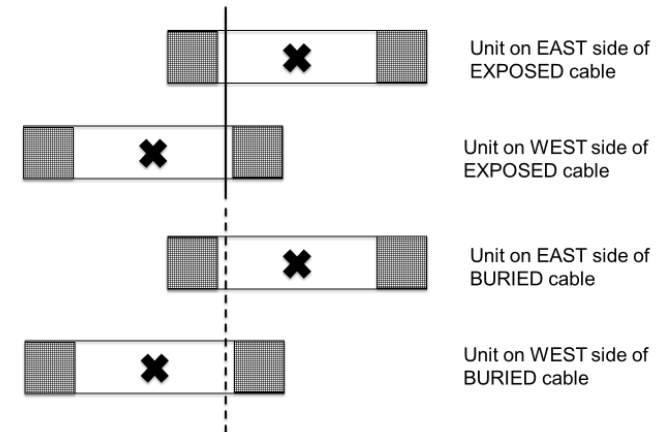 Unit on EAST side of
EXPOSED cable
Unit on WEST side of
EXPOSED cable
Unit on EAST side of
BURIED cable
Unit on WEST side of
BURIED cable